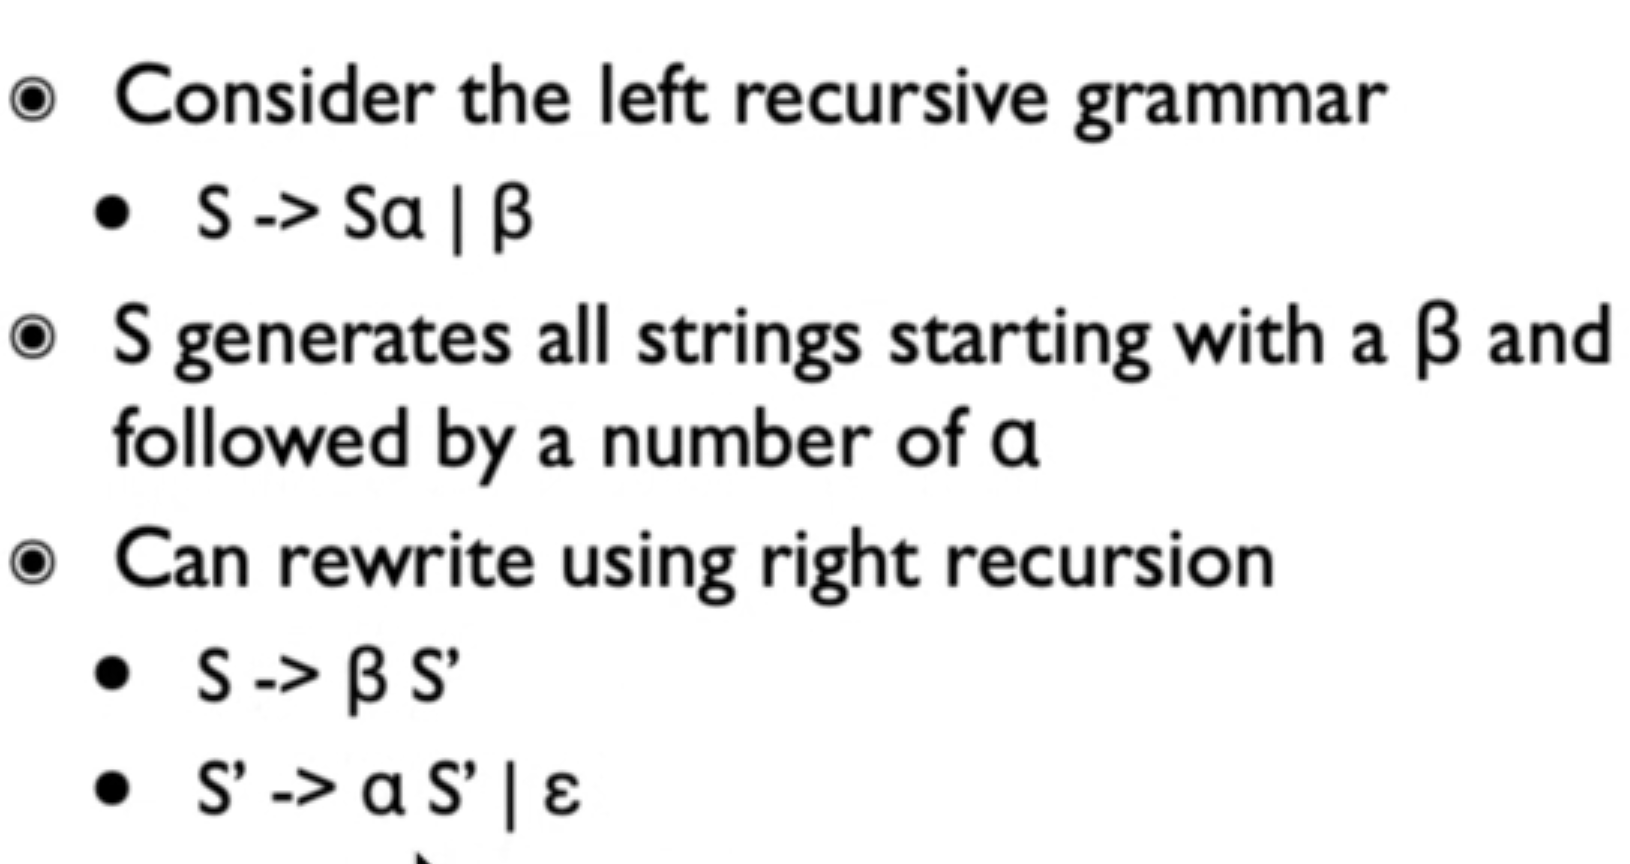 Consider the left recursive grammar
S -> Sα | β
S generates all strings starting with a β and
followed by a number of α
Can rewrite using right recursion
S -> β S’
S’ -> α S’ | ε